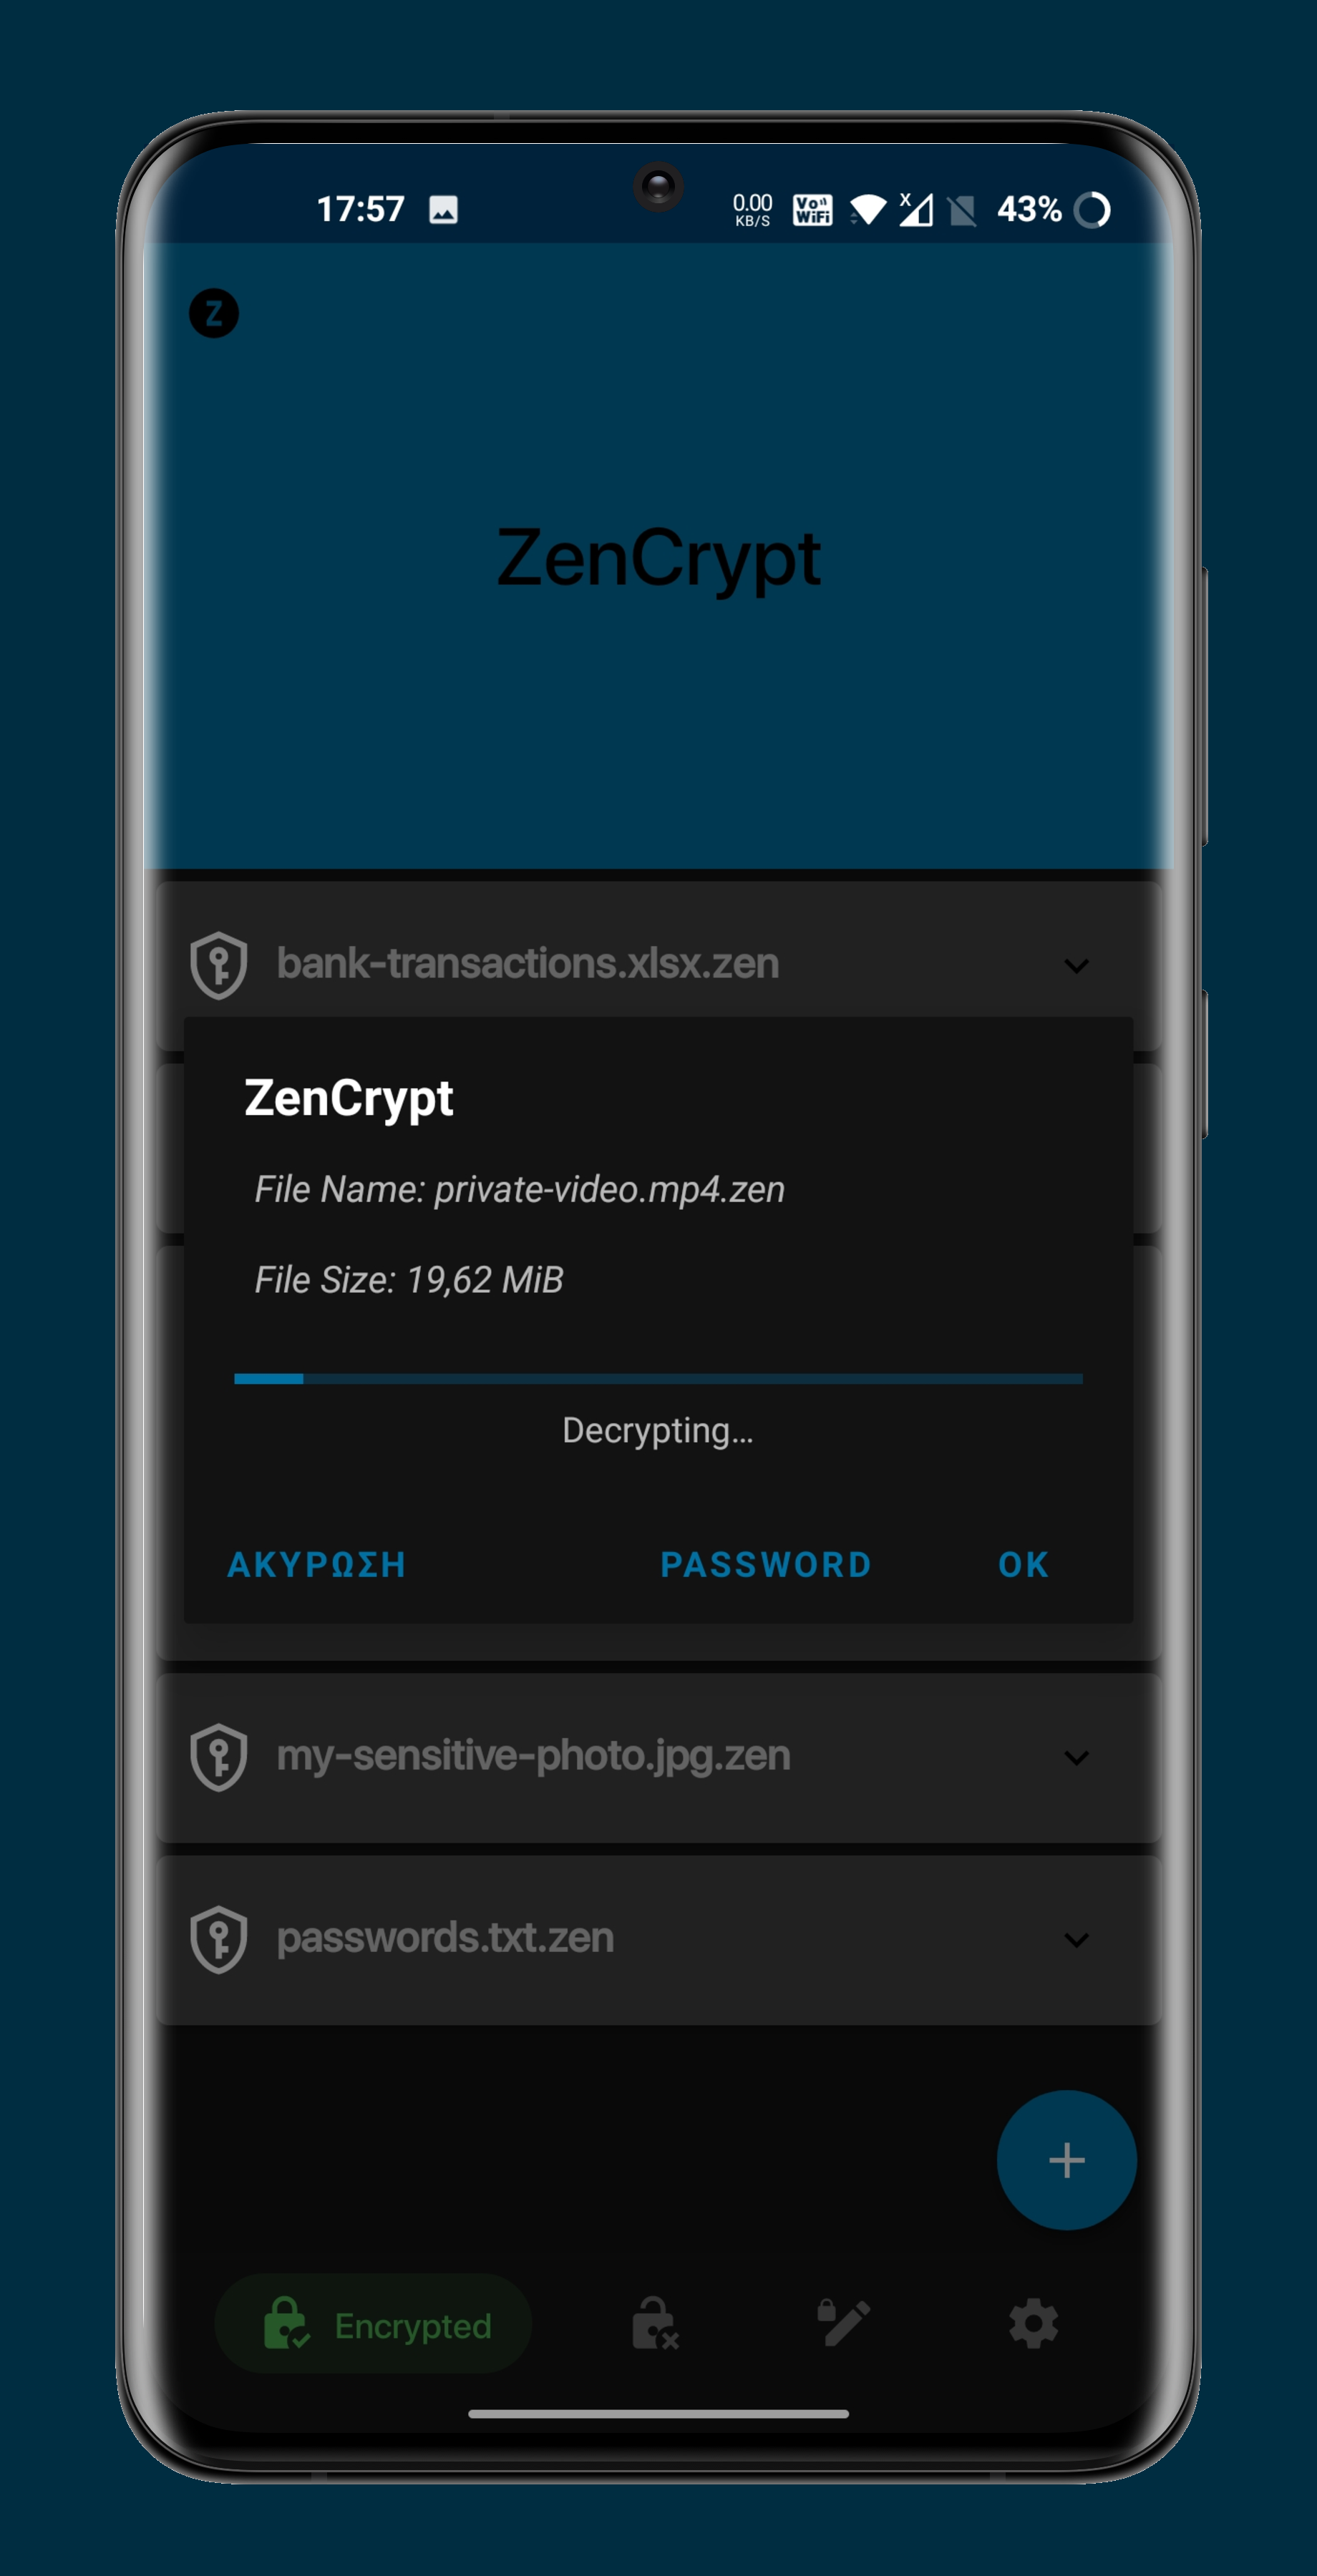 17:57 0.00 KB/S Vo WiFi X 43%
Z
ZenCrypt
bank-transactions.xlsx.zen
ZenCrypt
File Name: private-video.mp4.zen
File Size: 19,62 MiB
Decrypting...
ΑΚΥΡΩΣΗ PASSWORD OK
my-sensitive-photo.jpg.zen
passwords.txt.zen
Encrypted